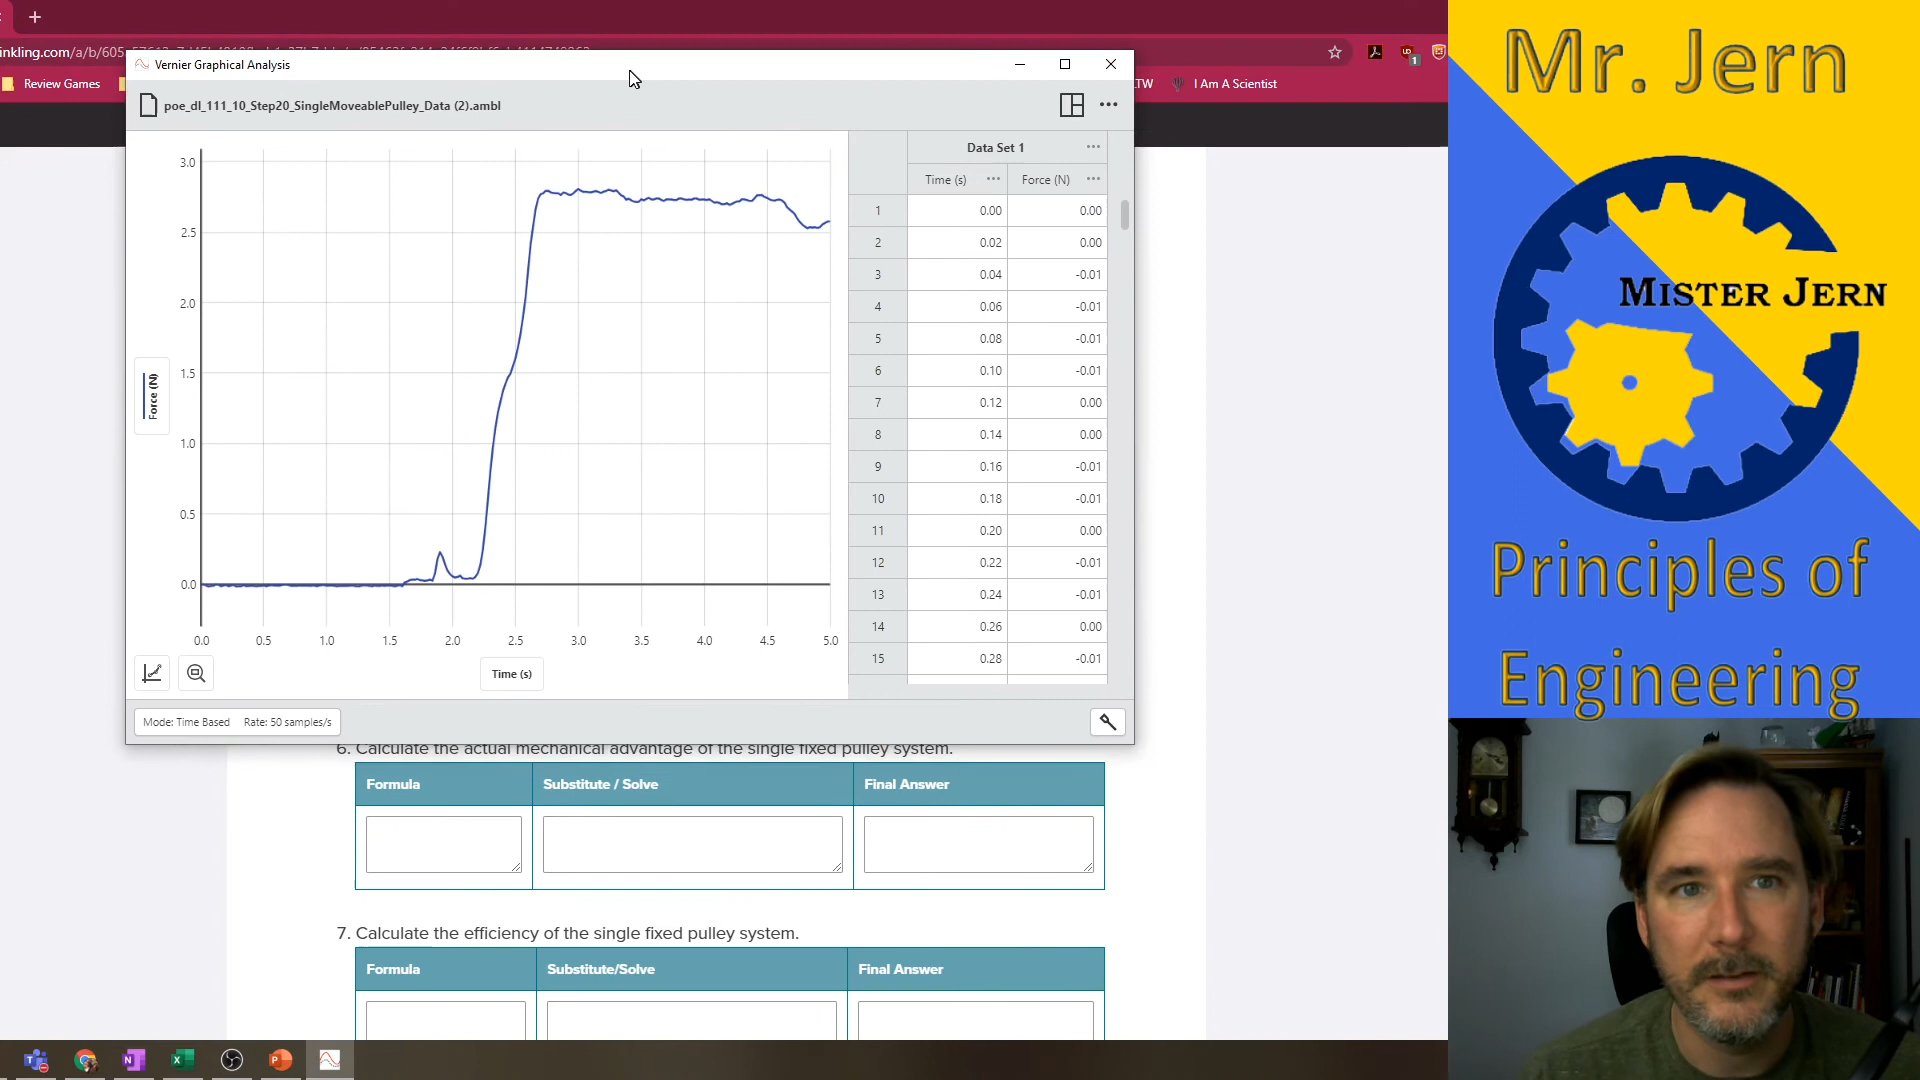 inkling.com/a/b/605
Review Games
LTW
I Am A Scientist
1
Vernier Graphical Analysis
poe_dl_111_10_Step20_SingleMoveablePulley_Data (2).ambl
3.0
2.5
2.0
1.5
1.0
0.5
0.0
Force (N)
0.0 0.5 1.0 1.5 2.0 2.5 3.0 3.5 4.0 4.5 5.0
Time (s)
Data Set 1
Time (s) Force (N)
1 0.00 0.00
2 0.02 0.00
3 0.04 -0.01
4 0.06 -0.01
5 0.08 -0.01
6 0.10 -0.01
7 0.12 0.00
8 0.14 0.00
9 0.16 -0.01
10 0.18 -0.01
11 0.20 0.00
12 0.22 -0.01
13 0.24 -0.01
14 0.26 0.00
15 0.28 -0.01
Mode: Time Based Rate: 50 samples/s
6. Calculate the actual mechanical advantage of the single fixed pulley system.
Formula Substitute / Solve Final Answer
7. Calculate the efficiency of the single fixed pulley system.
Formula Substitute/Solve Final Answer
Mr. Jern
MISTER JERN
Principles of
Engineering